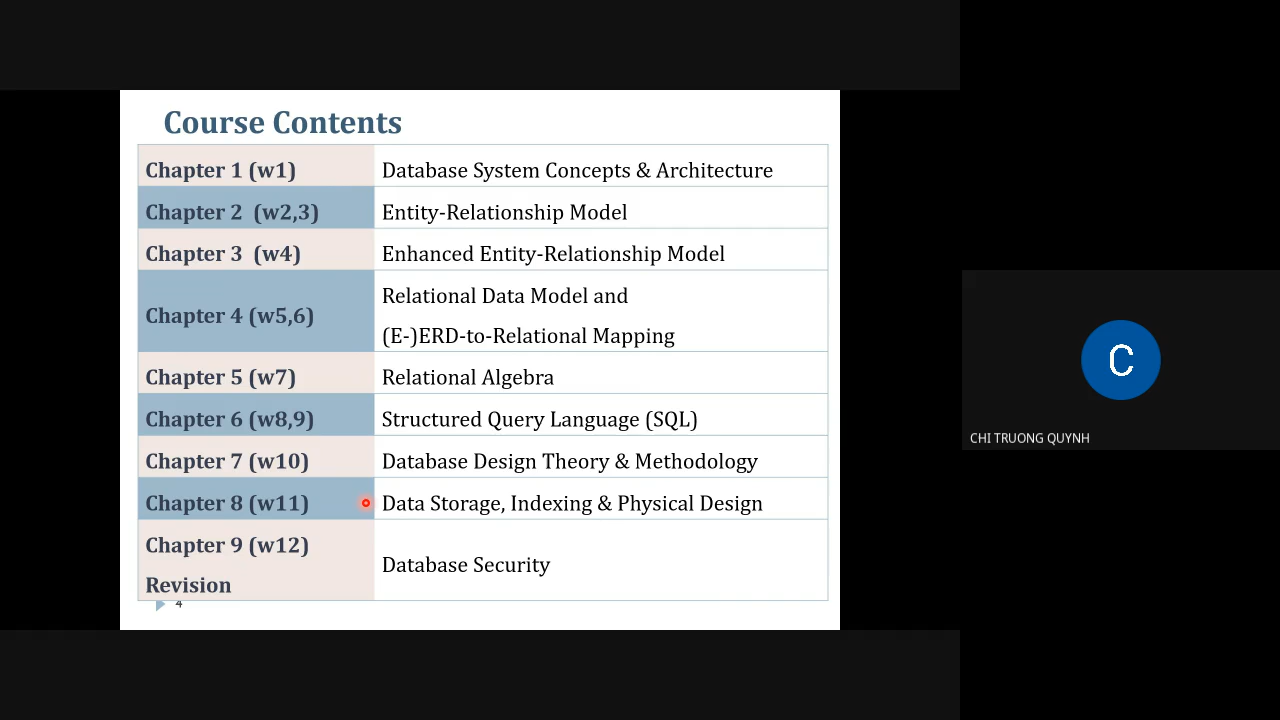 Course Contents
Chapter 1 (w1)
Database System Concepts & Architecture
Chapter 2 (w2,3)
Entity-Relationship Model
Chapter 3 (w4)
Enhanced Entity-Relationship Model
Chapter 4 (w5,6)
Relational Data Model and
(E-)ERD-to-Relational Mapping
Chapter 5 (w7)
Relational Algebra
Chapter 6 (w8,9)
Structured Query Language (SQL)
Chapter 7 (w10)
Database Design Theory & Methodology
Chapter 8 (w11)
Data Storage, Indexing & Physical Design
Chapter 9 (w12)
Revision
Database Security
4
C
CHI TRUONG QUYNH